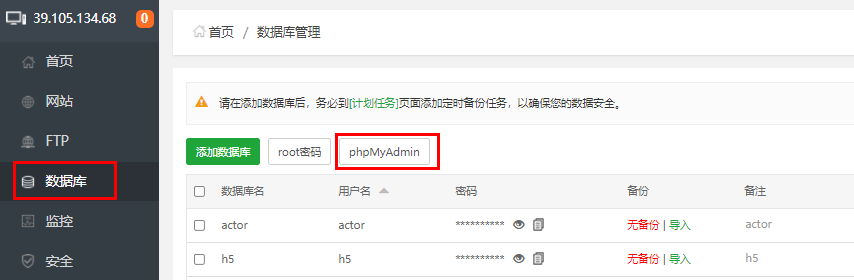 39.105.134.68 0
首页
网站
FTP
数据库
监控
安全
首页 / 数据库管理
请在添加数据库后，务必到[计划任务]页面添加定时备份任务，以确保您的数据安全。
添加数据库 root密码 phpMyAdmin
数据库名 用户名 密码 备份 备注
actor actor ********** 无备份 | 导入 actor
h5 h5 ********** 无备份 | 导入 h5